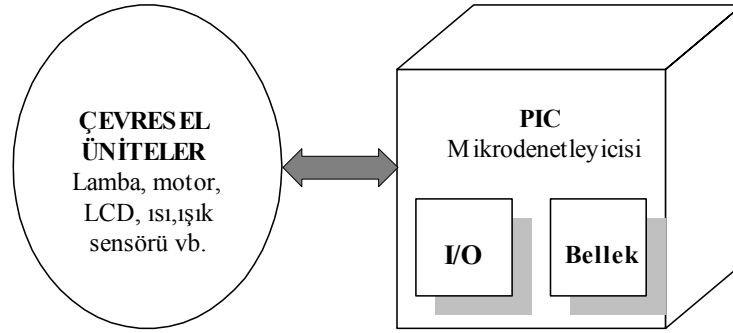 ÇEVRESEL
ÜNİTELER
Lamba, motor,
LCD, ısı,ışık
sensörü vb.
PIC
Mikrodenetleyicisi
I/O
Bellek